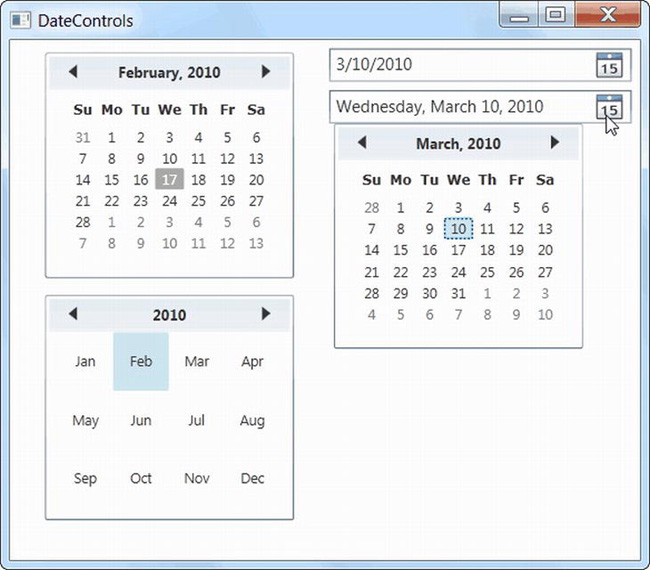 DateControls
February, 2010
Su Mo Tu We Th Fr Sa
31 1 2 3 4 5 6
7 8 9 10 11 12 13
14 15 16 17 18 19 20
21 22 23 24 25 26 27
28 1 2 3 4 5 6
7 8 9 10 11 12 13
2010
Jan Feb Mar Apr
May Jun Jul Aug
Sep Oct Nov Dec
3/10/2010 15
Wednesday, March 10, 2010 15
March, 2010
Su Mo Tu We Th Fr Sa
28 1 2 3 4 5 6
7 8 9 10 11 12 13
14 15 16 17 18 19 20
21 22 23 24 25 26 27
28 29 30 31 1 2 3
4 5 6 7 8 9 10